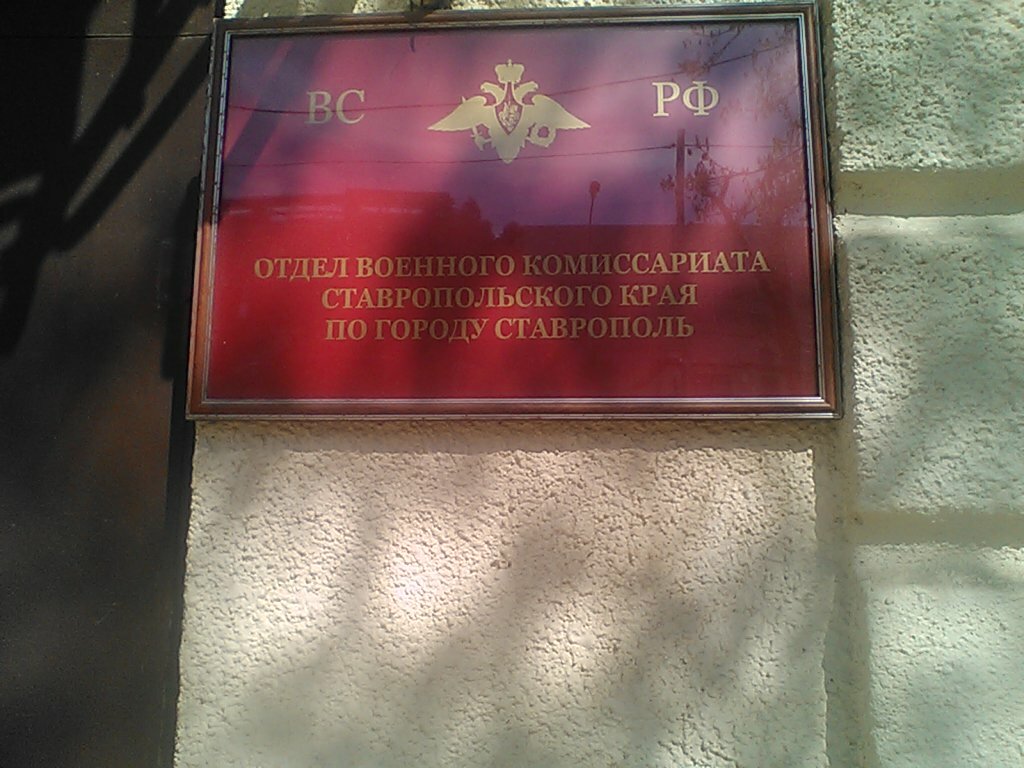 ВС РФ
ОТДЕЛ ВОЕННОГО КОМИССАРИАТА
СТАВРОПОЛЬСКОГО КРАЯ
ПО ГОРОДУ СТАВРОПОЛЬ